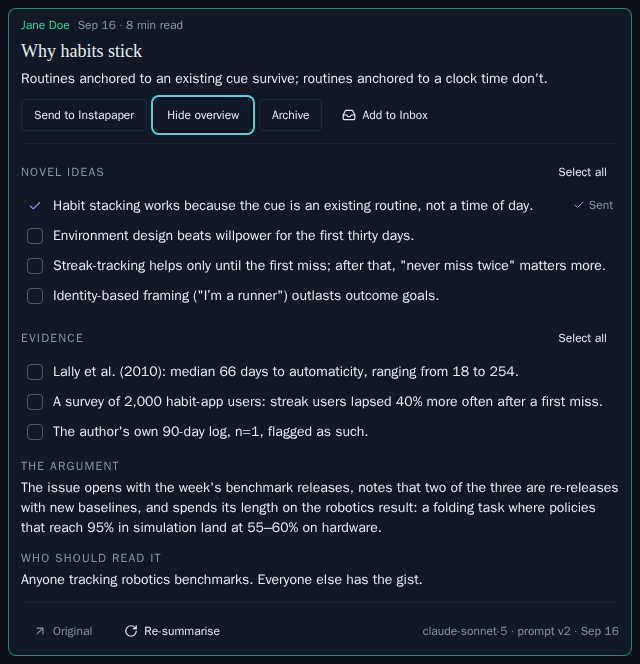 Jane Doe Sep 16 · 8 min read
Why habits stick
Routines anchored to an existing cue survive; routines anchored to a clock time don't.
Send to Instapaper Hide overview Archive Add to Inbox
NOVEL IDEAS Select all
Habit stacking works because the cue is an existing routine, not a time of day. Sent
Environment design beats willpower for the first thirty days.
Streak-tracking helps only until the first miss; after that, "never miss twice" matters more.
Identity-based framing ("I'm a runner") outlasts outcome goals.
EVIDENCE Select all
Lally et al. (2010): median 66 days to automaticity, ranging from 18 to 254.
A survey of 2,000 habit-app users: streak users lapsed 40% more often after a first miss.
The author's own 90-day log, n=1, flagged as such.
THE ARGUMENT
The issue opens with the week's benchmark releases, notes that two of the three are re-releases
with new baselines, and spends its length on the robotics result: a folding task where policies
that reach 95% in simulation land at 55–60% on hardware.
WHO SHOULD READ IT
Anyone tracking robotics benchmarks. Everyone else has the gist.
Original Re-summarise claude-sonnet-5 · prompt v2 · Sep 16